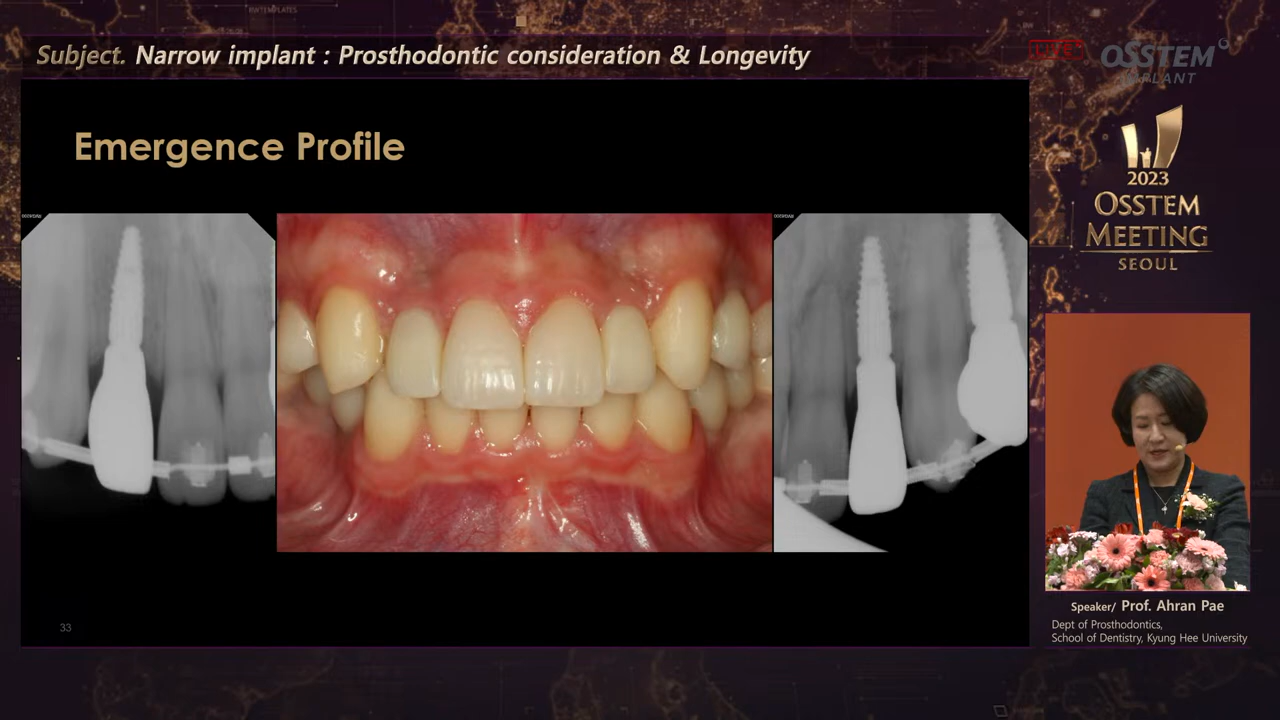 Subject. Narrow implant : Prosthodontic consideration & Longevity
LIVE
OSSTEM
IMPLANT
Emergence Profile
2023
OSSTEM
MEETING
SEOUL
Speaker/ Prof. Ahran Pae
Dept of Prosthodontics,
School of Dentistry, Kyung Hee University
33